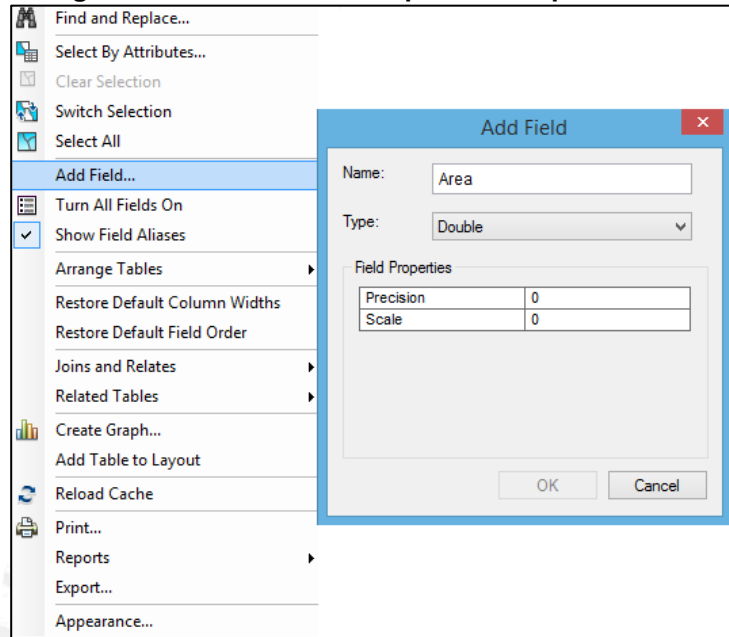 Find and Replace...
Select By Attributes...
Clear Selection
Switch Selection
Select All
Add Field...
Turn All Fields On
Show Field Aliases
Arrange Tables
Restore Default Column Widths
Restore Default Field Order
Joins and Relates
Related Tables
Create Graph...
Add Table to Layout
Reload Cache
Print...
Reports
Export...
Appearance...
Add Field
Name: Area
Type: Double
Field Properties
Precision 0
Scale 0
OK Cancel